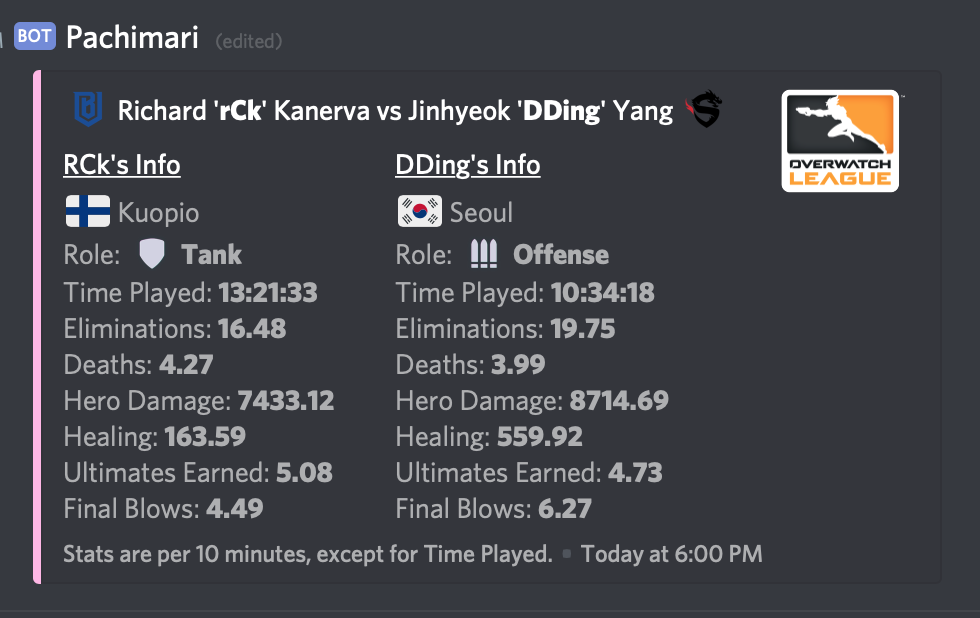 BOT Pachimari (edited)
Richard 'rCk' Kanerva vs Jinhyeok 'DDing' Yang
OVERWATCH
LEAGUE
RCk's Info
Kuopio
Role: Tank
Time Played: 13:21:33
Eliminations: 16.48
Deaths: 4.27
Hero Damage: 7433.12
Healing: 163.59
Ultimates Earned: 5.08
Final Blows: 4.49
DDing's Info
Seoul
Role: Offense
Time Played: 10:34:18
Eliminations: 19.75
Deaths: 3.99
Hero Damage: 8714.69
Healing: 559.92
Ultimates Earned: 4.73
Final Blows: 6.27
Stats are per 10 minutes, except for Time Played. • Today at 6:00 PM